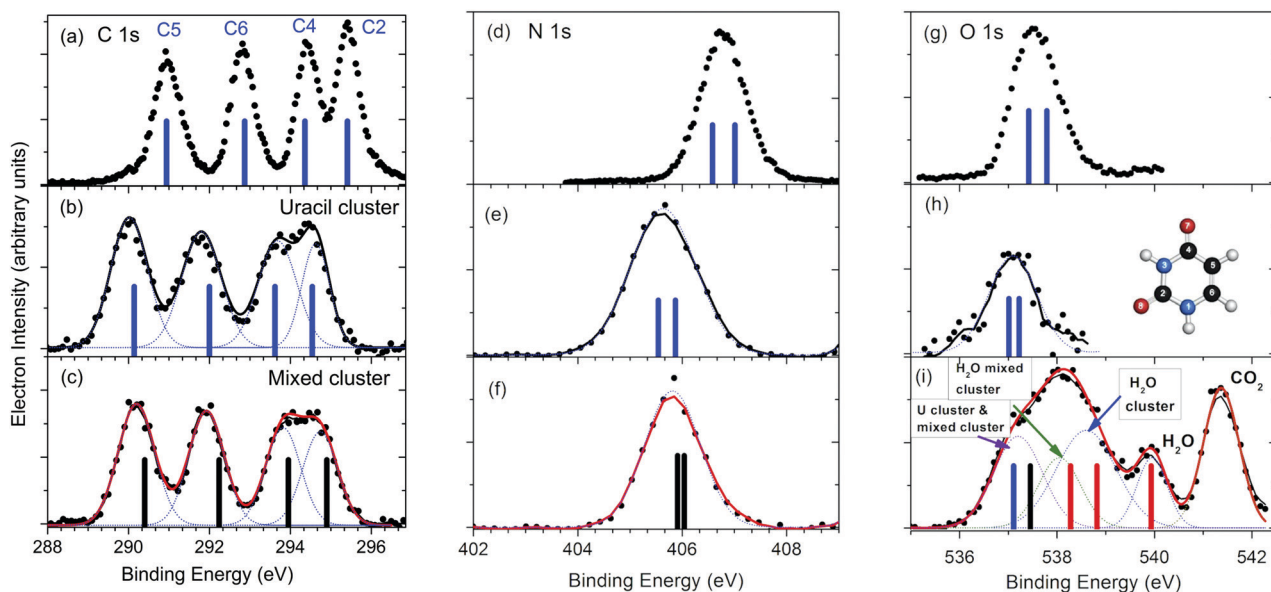 (a) C 1s
C5
C6
C4
C2
(d) N 1s
(g) O 1s
Electron Intensity (arbitrary units)
(b)
Uracil cluster
(e)
(h)
7
4
3
5
2
6
8
1
(c)
Mixed cluster
(f)
(i)
H2O mixed
cluster
U cluster &
mixed cluster
H2O
cluster
H2O
CO2
288 290 292 294 296
402 404 406 408
536 538 540 542
Binding Energy (eV)
Binding Energy (eV)
Binding Energy (eV)